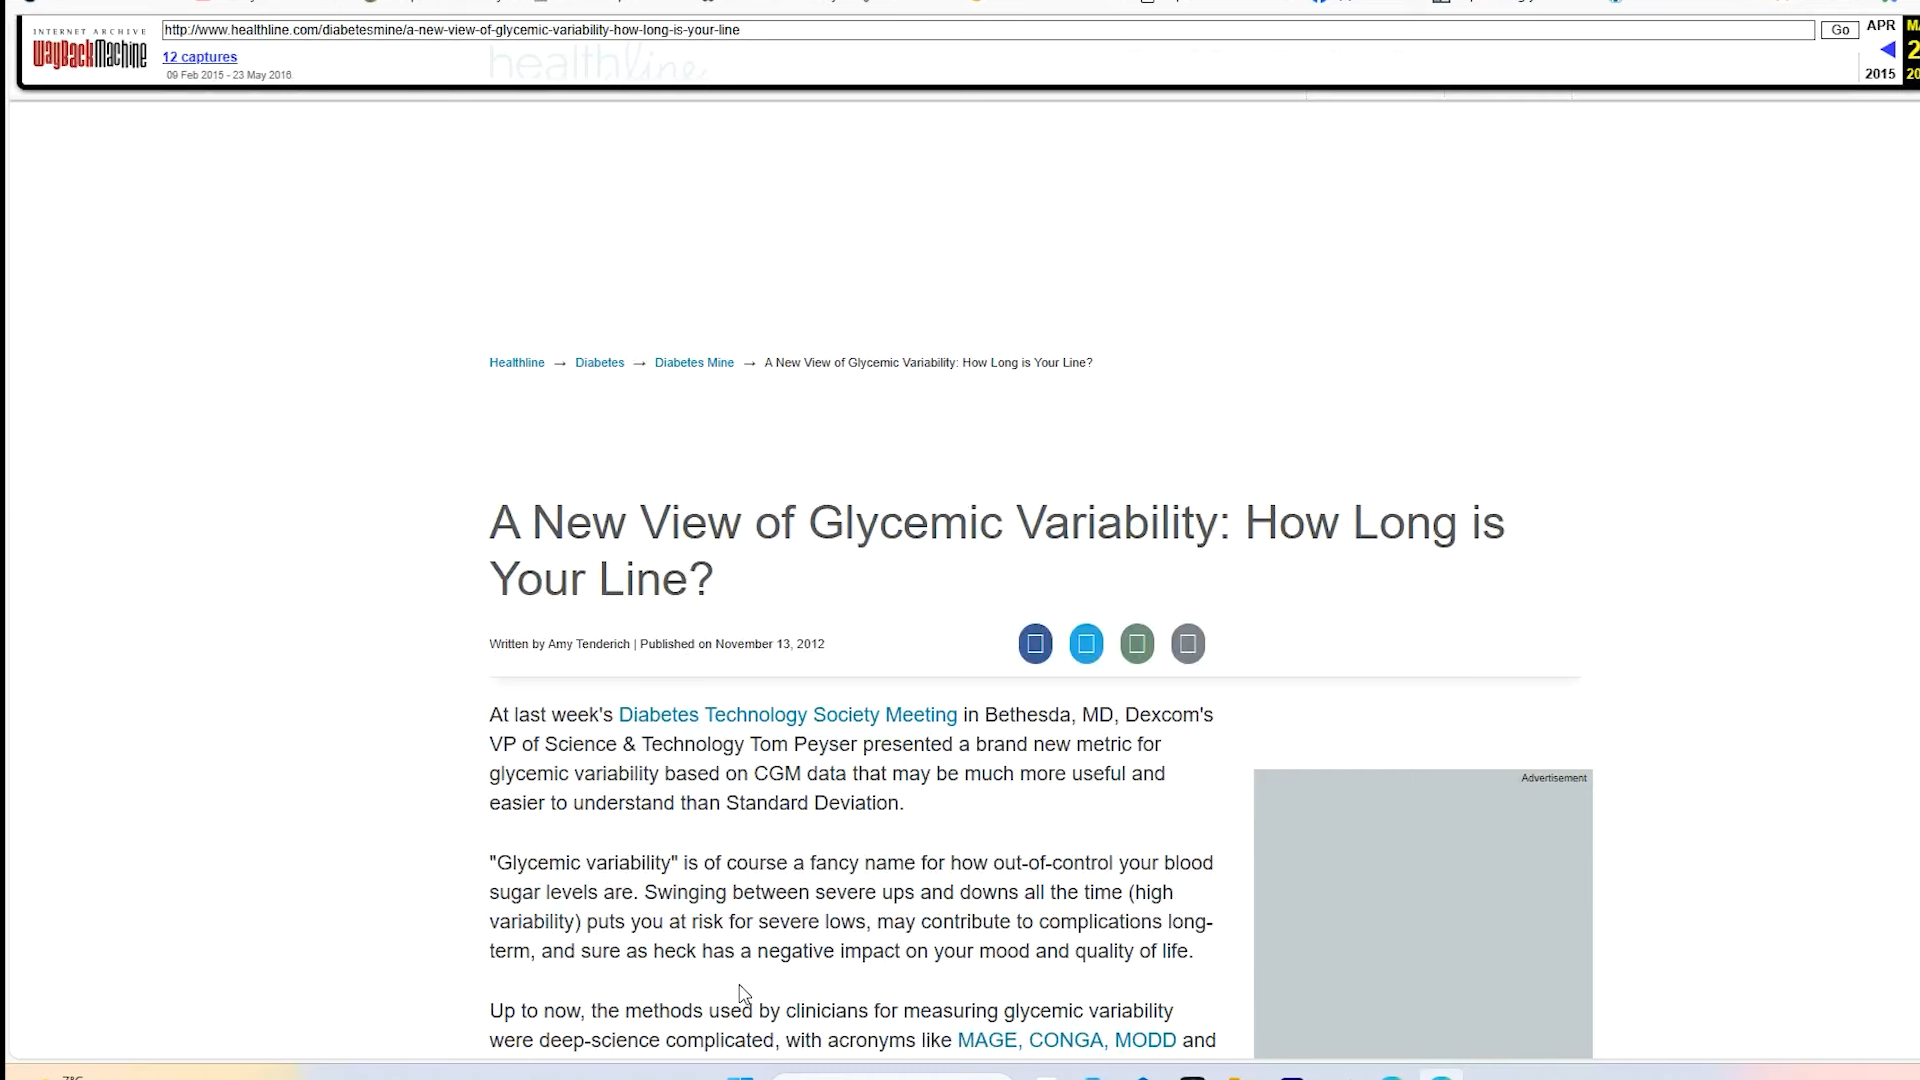 INTERNET ARCHIVE
WayBackMachine
http://www.healthline.com/diabetesmine/a-new-view-of-glycemic-variability-how-long-is-your-line
Go
APR
12 captures
09 Feb 2015 - 23 May 2016
2015
healthline
Healthline → Diabetes → Diabetes Mine → A New View of Glycemic Variability: How Long is Your Line?
A New View of Glycemic Variability: How Long is
Your Line?
Written by Amy Tenderich | Published on November 13, 2012
At last week's Diabetes Technology Society Meeting in Bethesda, MD, Dexcom's
VP of Science & Technology Tom Peyser presented a brand new metric for
glycemic variability based on CGM data that may be much more useful and
easier to understand than Standard Deviation.
Advertisement
"Glycemic variability" is of course a fancy name for how out-of-control your blood
sugar levels are. Swinging between severe ups and downs all the time (high
variability) puts you at risk for severe lows, may contribute to complications long-
term, and sure as heck has a negative impact on your mood and quality of life.
Up to now, the methods used by clinicians for measuring glycemic variability
were deep-science complicated, with acronyms like MAGE, CONGA, MODD and